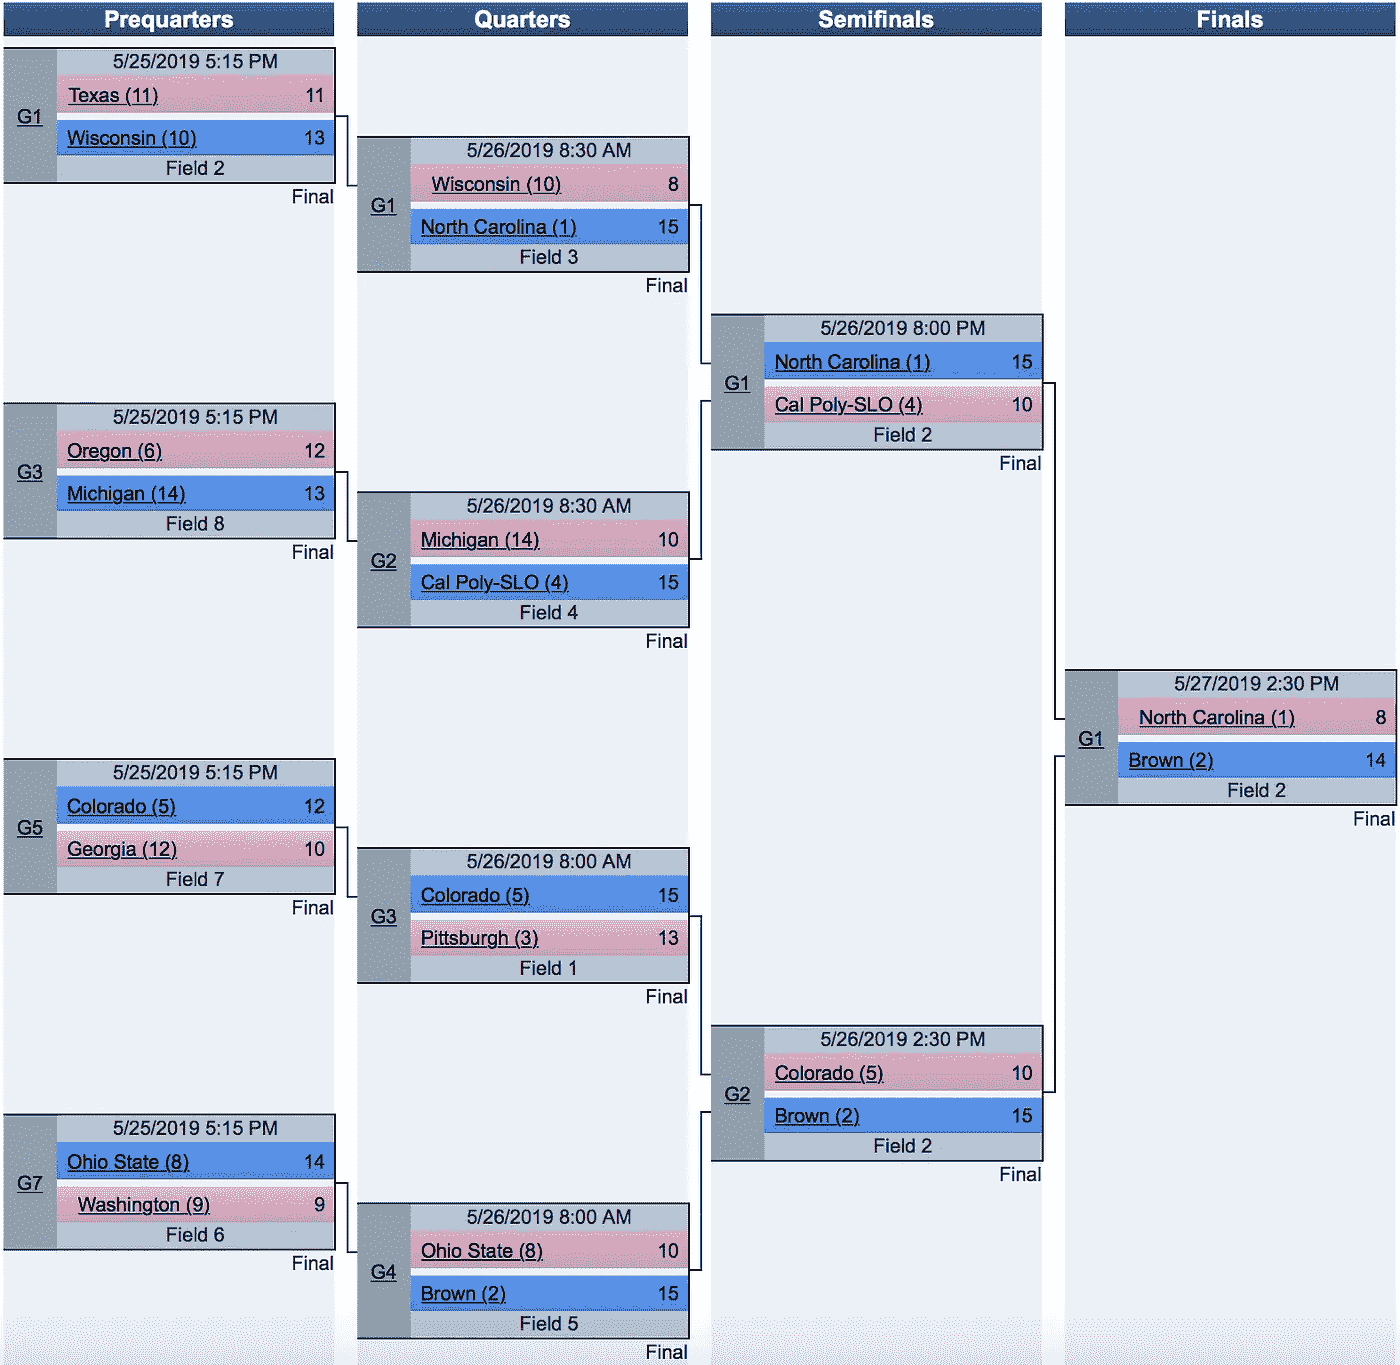 Prequarters
Quarters
Semifinals
Finals
5/25/2019 5:15 PM
G1
Texas (11) 11
Wisconsin (10) 13
Field 2
Final
5/25/2019 5:15 PM
G3
Oregon (6) 12
Michigan (14) 13
Field 8
Final
5/25/2019 5:15 PM
G5
Colorado (5) 12
Georgia (12) 10
Field 7
Final
5/25/2019 5:15 PM
G7
Ohio State (8) 14
Washington (9) 9
Field 6
Final
5/26/2019 8:30 AM
G1
Wisconsin (10) 8
North Carolina (1) 15
Field 3
Final
5/26/2019 8:30 AM
G2
Michigan (14) 10
Cal Poly-SLO (4) 15
Field 4
Final
5/26/2019 8:00 AM
G3
Colorado (5) 15
Pittsburgh (3) 13
Field 1
Final
5/26/2019 8:00 AM
G4
Ohio State (8) 10
Brown (2) 15
Field 5
Final
5/26/2019 8:00 PM
G1
North Carolina (1) 15
Cal Poly-SLO (4) 10
Field 2
Final
5/26/2019 2:30 PM
G2
Colorado (5) 10
Brown (2) 15
Field 2
Final
5/27/2019 2:30 PM
G1
North Carolina (1) 8
Brown (2) 14
Field 2
Final